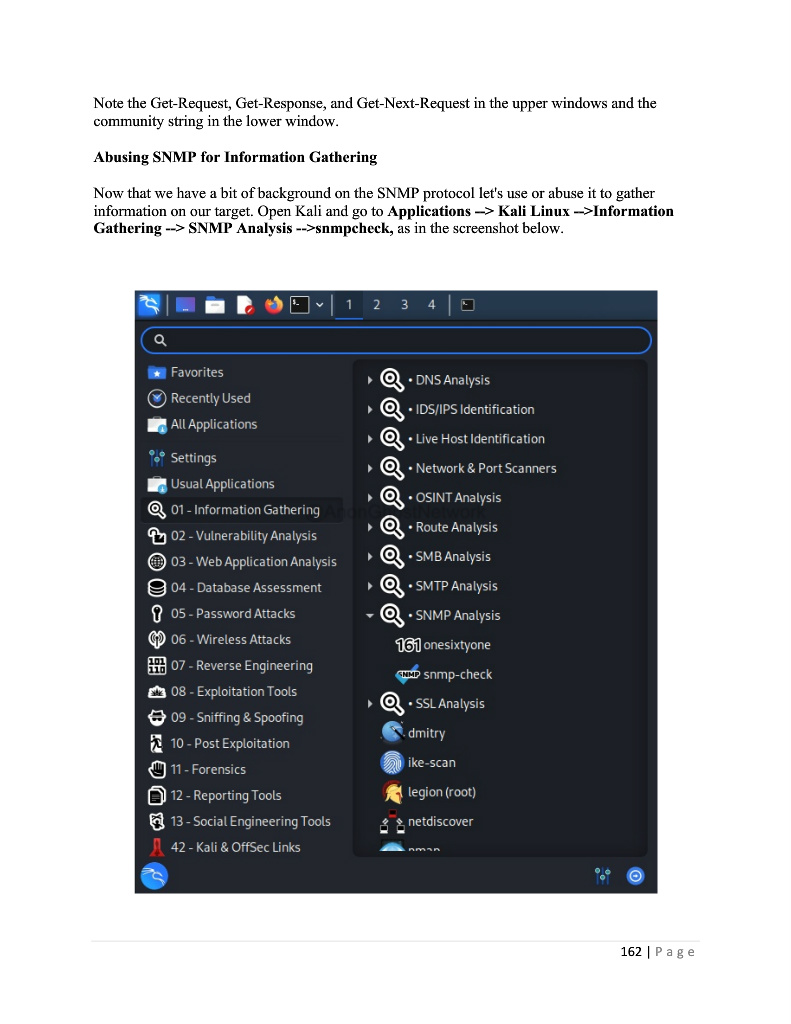 Note the Get-Request, Get-Response, and Get-Next-Request in the upper windows and the
community string in the lower window.
Abusing SNMP for Information Gathering
Now that we have a bit of background on the SNMP protocol let's use or abuse it to gather
information on our target. Open Kali and go to Applications --> Kali Linux -->Information
Gathering --> SNMP Analysis -->snmpcheck, as in the screenshot below.
1 2 3 4
Favorites
Recently Used
All Applications
Settings
Usual Applications
01 - Information Gathering
02 - Vulnerability Analysis
03 - Web Application Analysis
04 - Database Assessment
05 - Password Attacks
06 - Wireless Attacks
07 - Reverse Engineering
08 - Exploitation Tools
09 - Sniffing & Spoofing
10 - Post Exploitation
11 - Forensics
12 - Reporting Tools
13 - Social Engineering Tools
42 - Kali & OffSec Links
• DNS Analysis
• IDS/IPS Identification
• Live Host Identification
• Network & Port Scanners
• OSINT Analysis
• Route Analysis
• SMB Analysis
• SMTP Analysis
• SNMP Analysis
161 onesixtyone
SNMP snmp-check
• SSL Analysis
dmitry
ike-scan
legion (root)
netdiscover
nmap
162 | Page